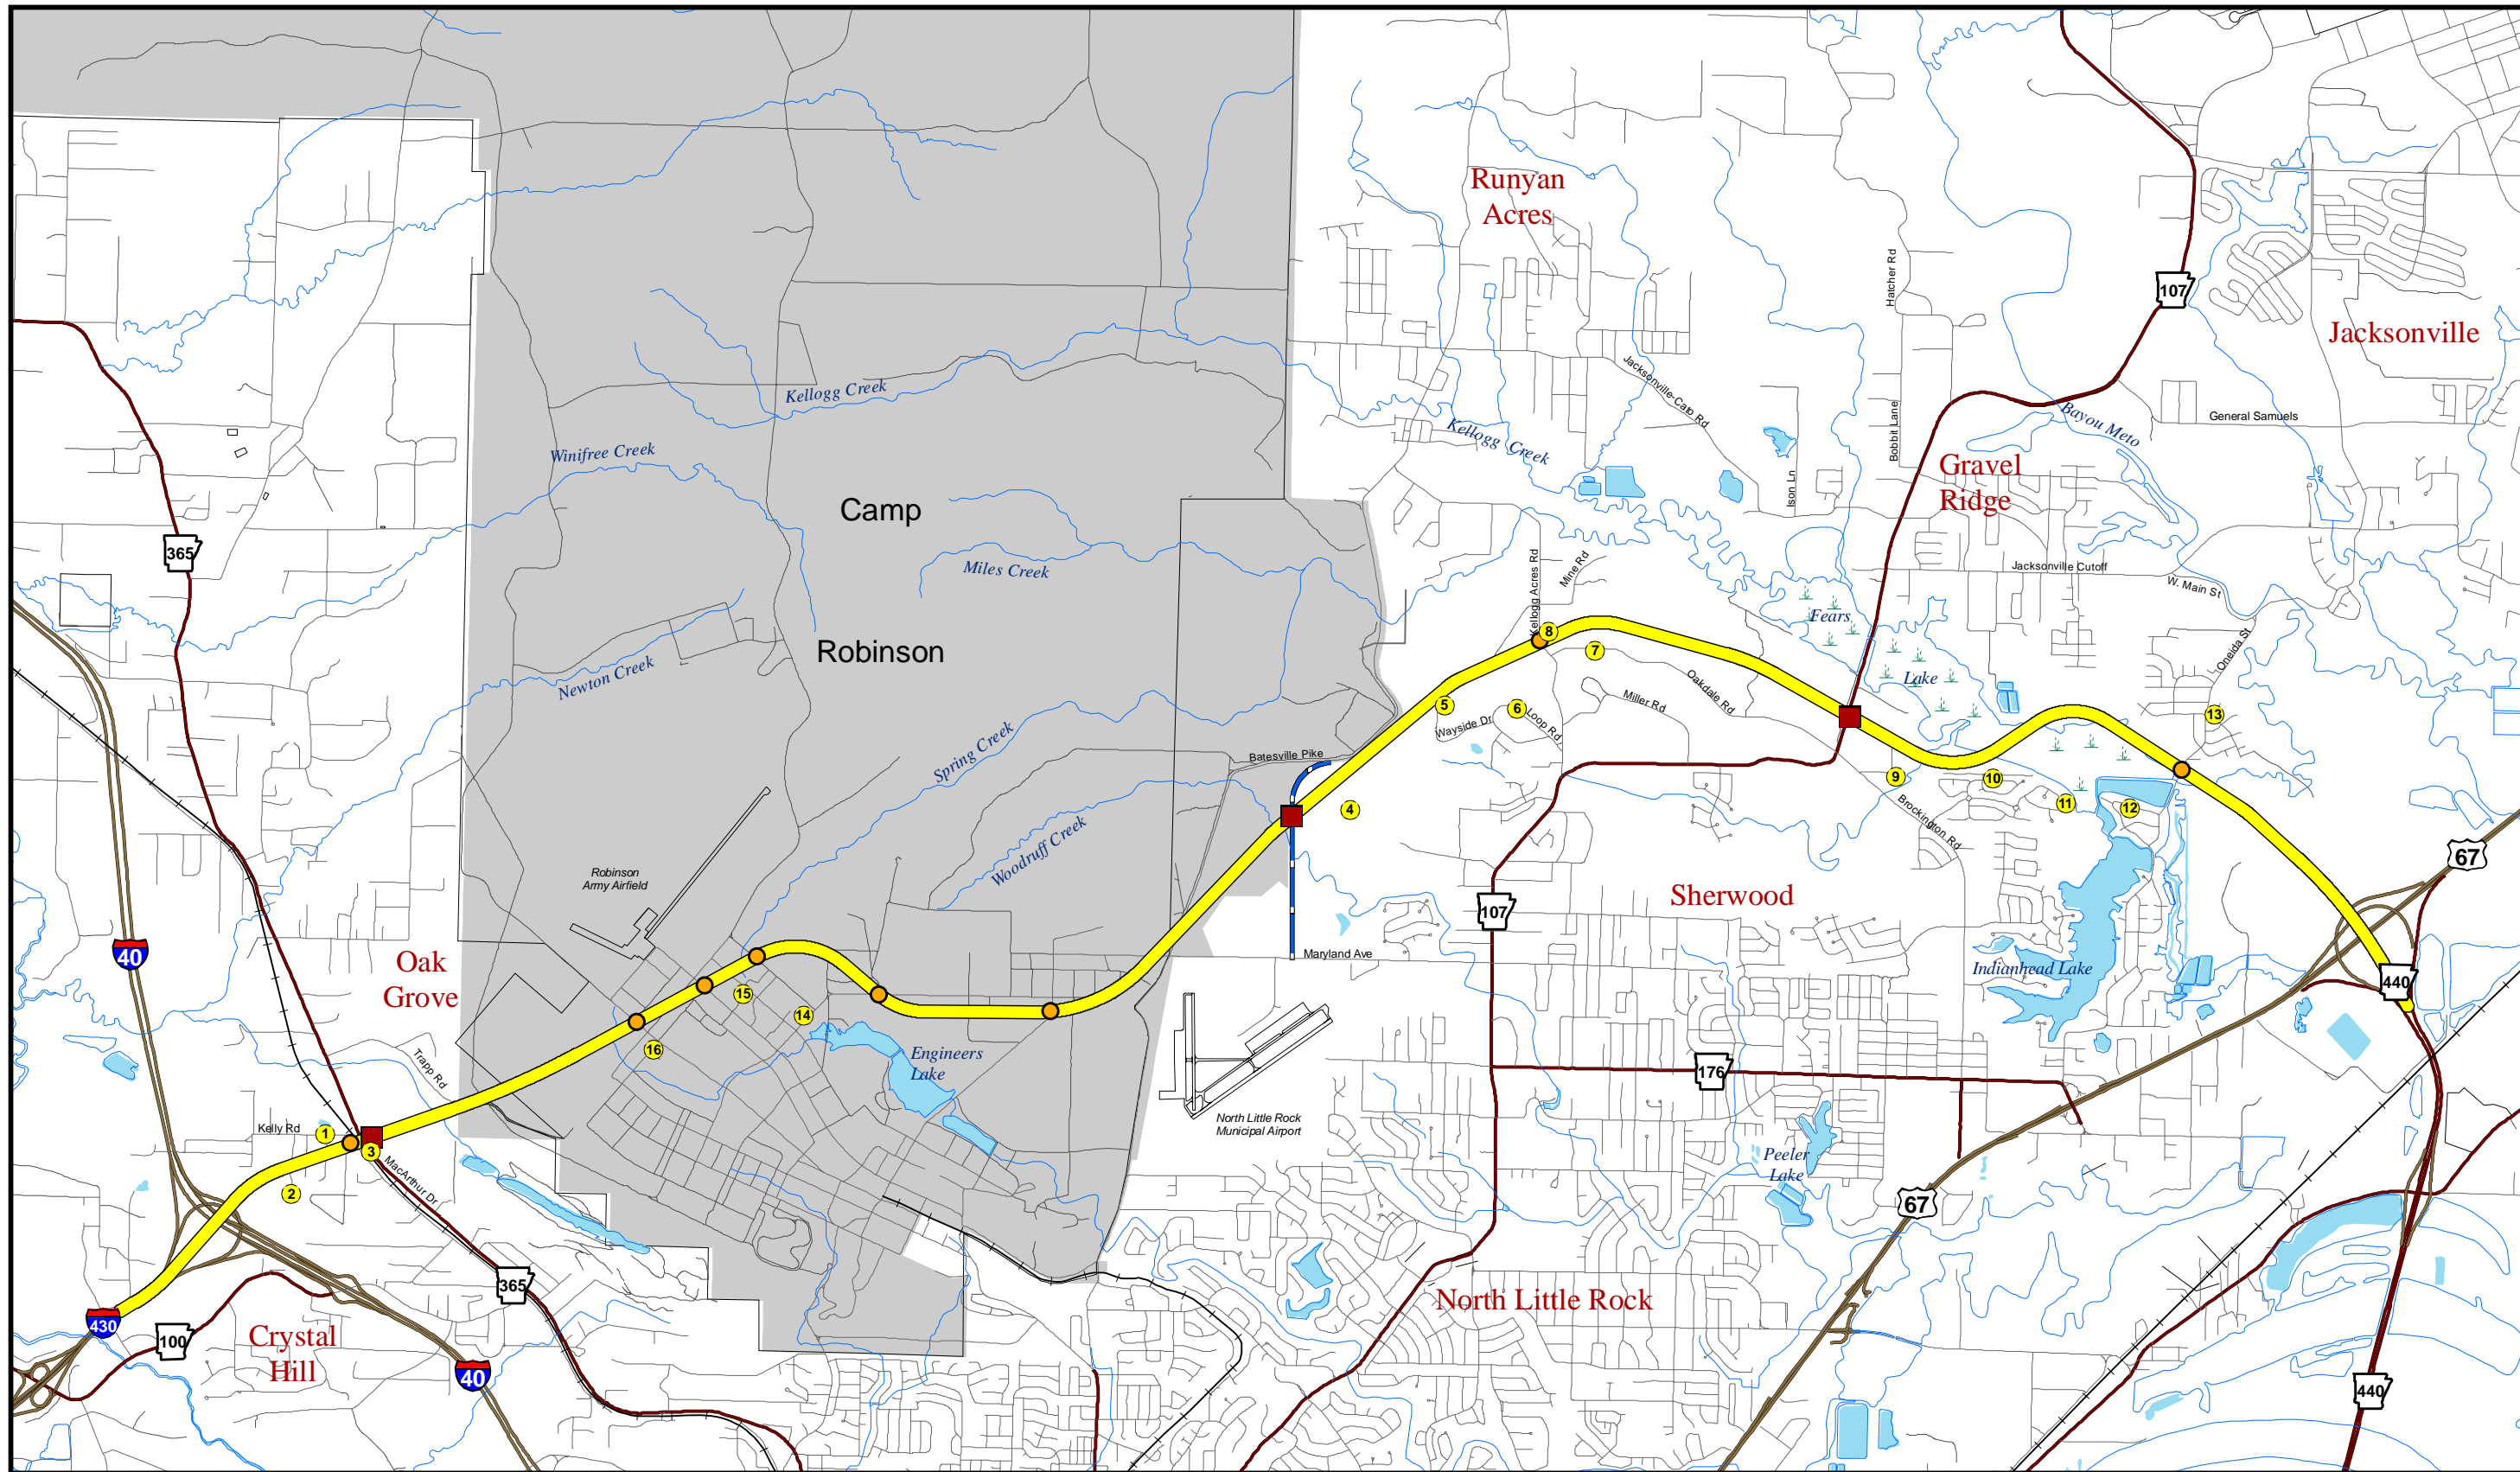 Runyan
Acres
Hatcher Rd
107
Jacksonville
Jacksonville-Cato Rd
Kellogg Creek
General Samuels
Bayou Meto
Kellogg Creek
Bobbit Lane
Winifree Creek
Gravel
Ridge
Ison Ln
Camp
365
Miles Creek
Kellogg Acres Rd
Mine Rd
Jacksonville Cutoff
W. Main St
Fears
8
Robinson
7
Oneida St
Newton Creek
Lake
Oakdale Rd
Miller Rd
5
6
13
Wayside Dr
Loop Rd
Spring Creek
Batesville Pike
9
10
4
11
12
Brockington Rd
Woodruff Creek
67
Robinson
Army Airfield
Sherwood
107
40
Maryland Ave
Oak
Grove
Indianhead Lake
440
15
14
16
Engineers
Lake
Trapp Rd
176
North Little Rock
Municipal Airport
Kelly Rd
1
3
MacArthur Dr
Peeler
Lake
2
67
365
North Little Rock
430
100
Crystal
Hill
40
440